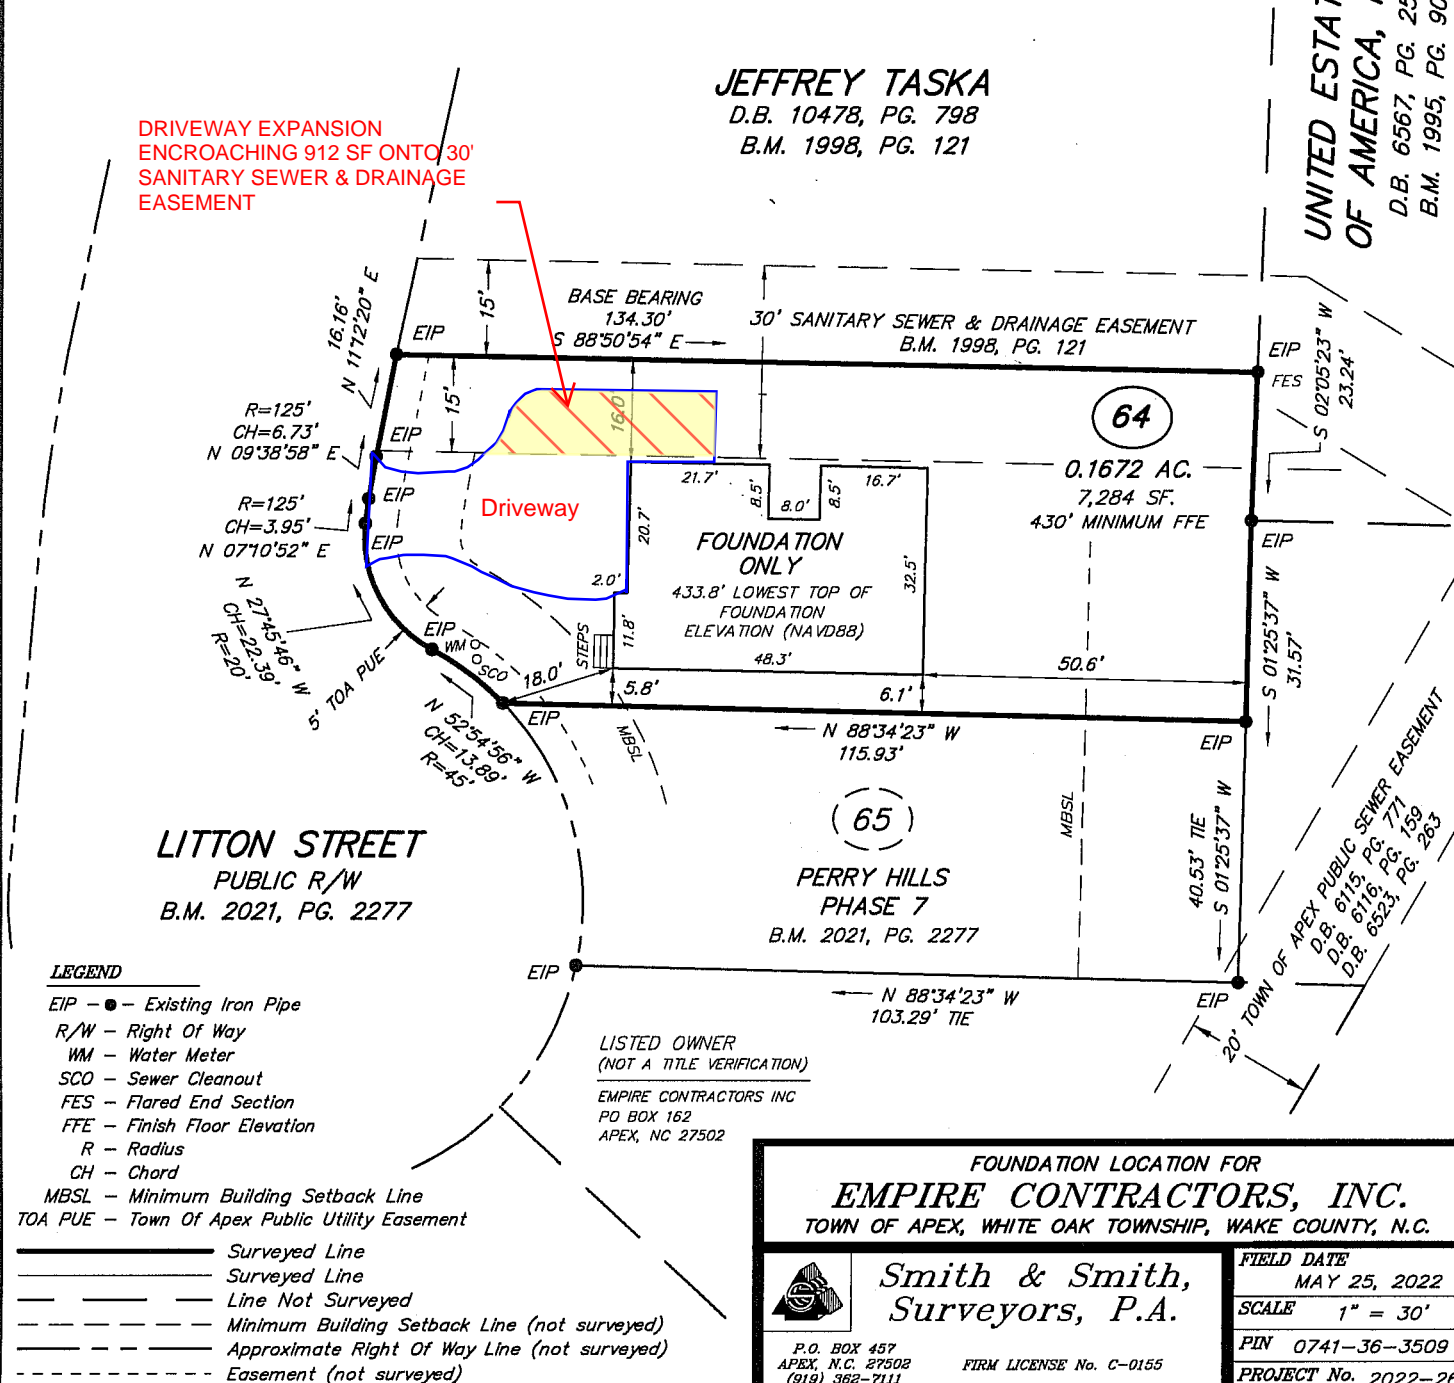 JEFFREY TASKA
D.B. 10478, PG. 798
B.M. 1998, PG. 121
OF AMERICA,
D.B. 6567, PG.
B.M. 1995, PG.
DRIVEWAY EXPANSION
ENCROACHING 912 SF ONTO 30'
SANITARY SEWER & DRAINAGE
EASEMENT
BASE BEARING
134.30'
S 88°50'54" E
15'
15'
16.0'
30' SANITARY SEWER & DRAINAGE EASEMENT
B.M. 1998, PG. 121
16.16'
N 11°12'20" E
EIP
R=125'
CH=6.73'
N 09°38'58" E
EIP
R=125'
CH=3.95'
N 07°10'52" E
EIP
EIP
N 27°45'46" W
CH=22.39'
R=20'
5' TOA PUE
EIP
WM
SCO
N 52°54'56" W
CH=13.89'
R=45'
EIP
Driveway
64
0.1672 AC.
7,284 SF.
430' MINIMUM FFE
21.7'
8.5'
8.0'
8.5'
16.7'
20.7'
2.0'
11.8'
STEPS
32.5'
48.3'
FOUNDATION
ONLY
433.8' LOWEST TOP OF
FOUNDATION
ELEVATION (NAVD88)
18.0'
5.8'
6.1'
50.6'
MBSL
MBSL
EIP
FES
S 02°05'23" W
23.24'
EIP
S 01°25'37" W
31.57'
EIP
N 88°34'23" W
115.93'
65
PERRY HILLS
PHASE 7
B.M. 2021, PG. 2277
40.53' TIE
S 01°25'37" W
20' TOWN OF APEX PUBLIC SEWER EASEMENT
D.B. 6115, PG. 771
D.B. 6116, PG. 159
D.B. 6523, PG. 263
EIP
N 88°34'23" W
103.29' TIE
EIP
LITTON STREET
PUBLIC R/W
B.M. 2021, PG. 2277
LEGEND
EIP - ● - Existing Iron Pipe
R/W - Right Of Way
WM - Water Meter
SCO - Sewer Cleanout
FES - Flared End Section
FFE - Finish Floor Elevation
R - Radius
CH - Chord
MBSL - Minimum Building Setback Line
TOA PUE - Town Of Apex Public Utility Easement
Surveyed Line
Surveyed Line
Line Not Surveyed
Minimum Building Setback Line (not surveyed)
Approximate Right Of Way Line (not surveyed)
Easement (not surveyed)
LISTED OWNER
(NOT A TITLE VERIFICATION)
EMPIRE CONTRACTORS INC
PO BOX 162
APEX, NC 27502
FOUNDATION LOCATION FOR
EMPIRE CONTRACTORS, INC.
TOWN OF APEX, WHITE OAK TOWNSHIP, WAKE COUNTY, N.C.
Smith & Smith,
Surveyors, P.A.
P.O. BOX 457
APEX, N.C. 27502
(919) 362-7111
FIRM LICENSE No. C-0155
FIELD DATE
MAY 25, 2022
SCALE 1" = 30'
PIN 0741-36-3509
PROJECT No.